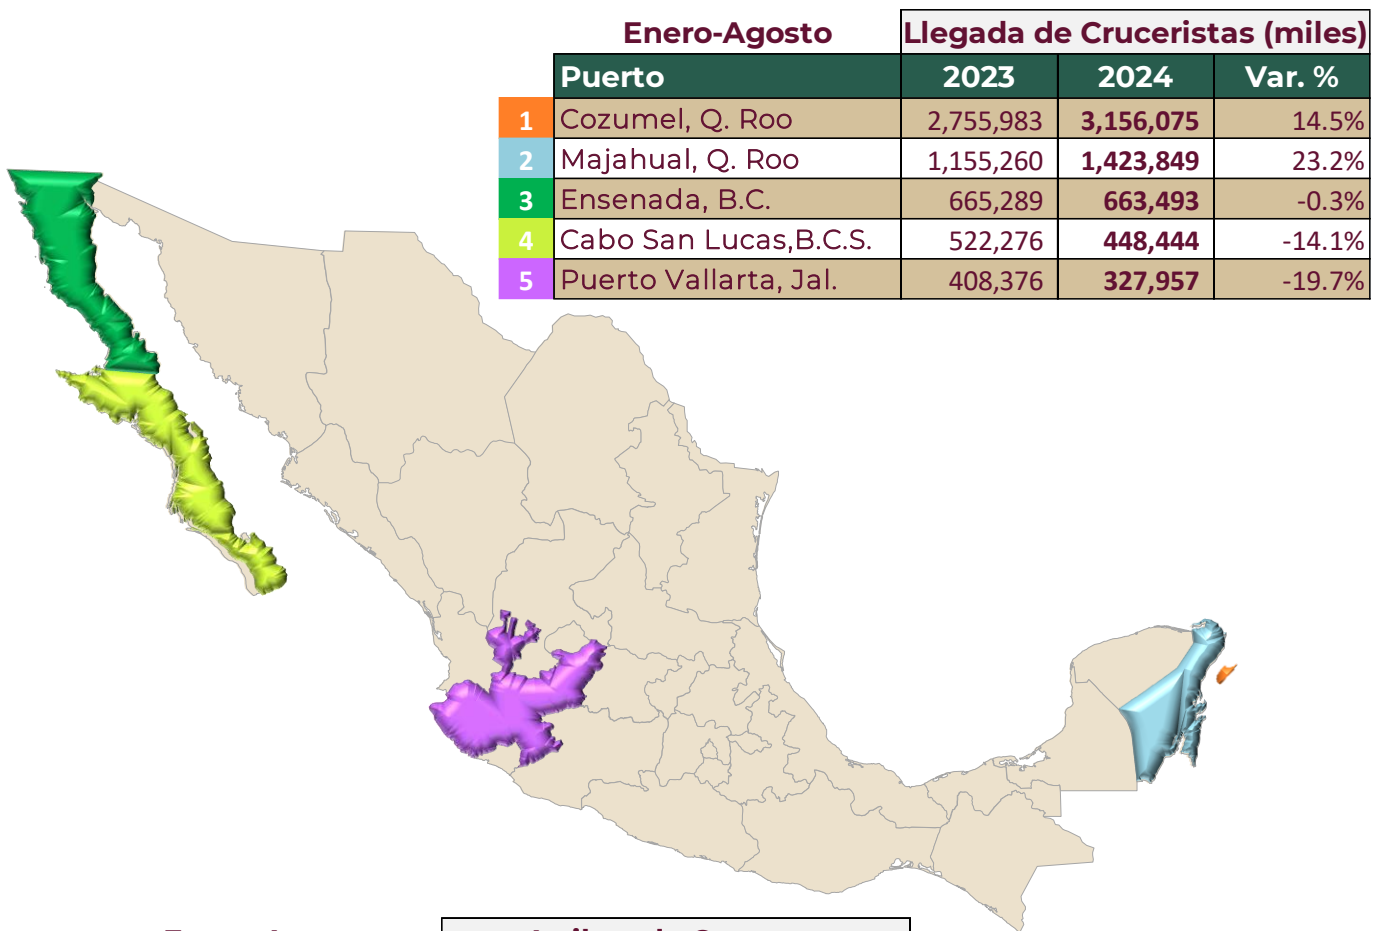 Enero-Agosto Llegada de Cruceristas (miles)
Puerto 2023 2024 Var. %
1 Cozumel, Q. Roo 2,755,983 3,156,075 14.5%
2 Majahual, Q. Roo 1,155,260 1,423,849 23.2%
3 Ensenada, B.C. 665,289 663,493 -0.3%
4 Cabo San Lucas,B.C.S. 522,276 448,444 -14.1%
5 Puerto Vallarta, Jal. 408,376 327,957 -19.7%